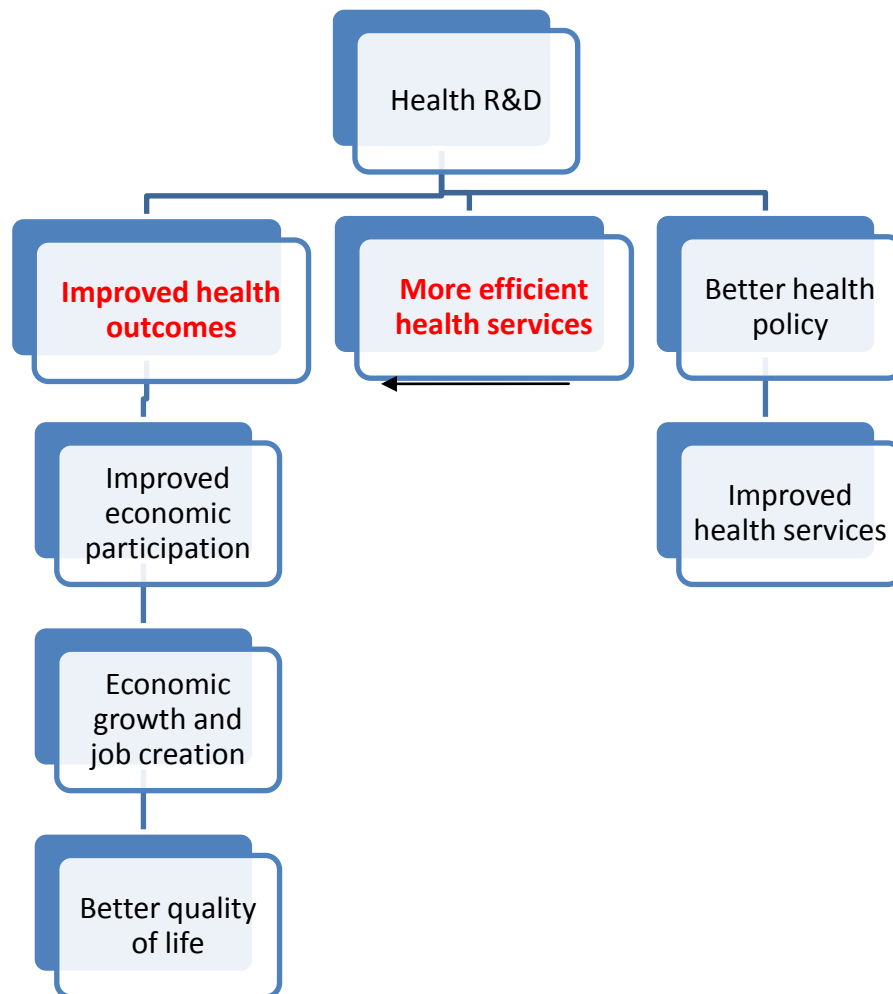 Health R&D
Improved health
outcomes
More efficient
health services
Better health
policy
Improved
economic
participation
Improved
health services
Economic
growth and
job creation
Better quality
of life